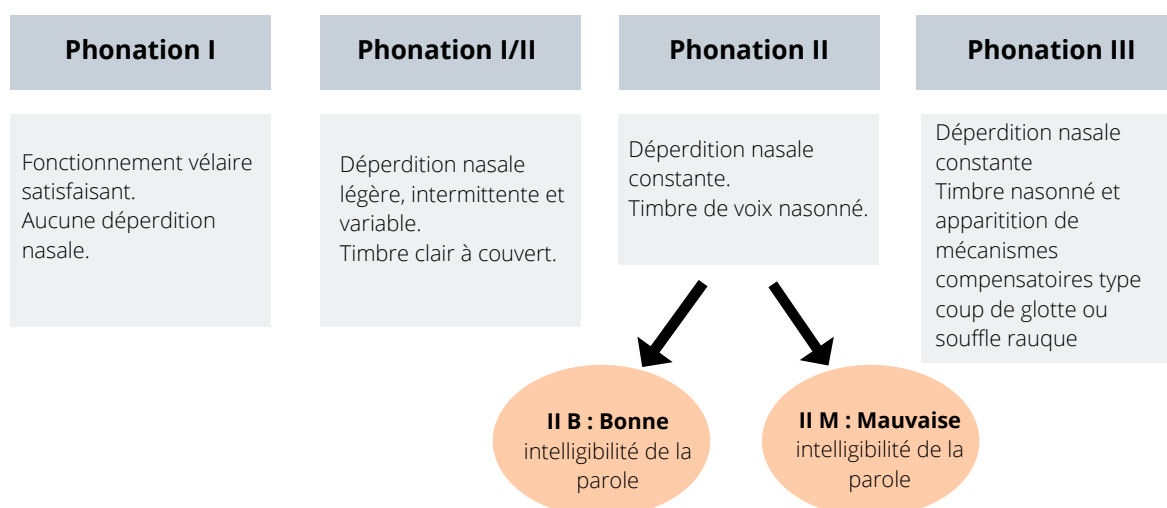 Phonation I
Fonctionnement vélaire
satisfaisant.
Aucune déperdition
nasale.
Phonation I/II
Déperdition nasale
légère, intermittente et
variable.
Timbre clair à couvert.
Phonation II
Déperdition nasale
constante.
Timbre de voix nasonné.
II B : Bonne
intelligibilité de la
parole
II M : Mauvaise
intelligibilité de la
parole
Phonation III
Déperdition nasale
constante
Timbre nasonné et
apparitition de
mécanismes
compensatoires type
coup de glotte ou
souffle rauque